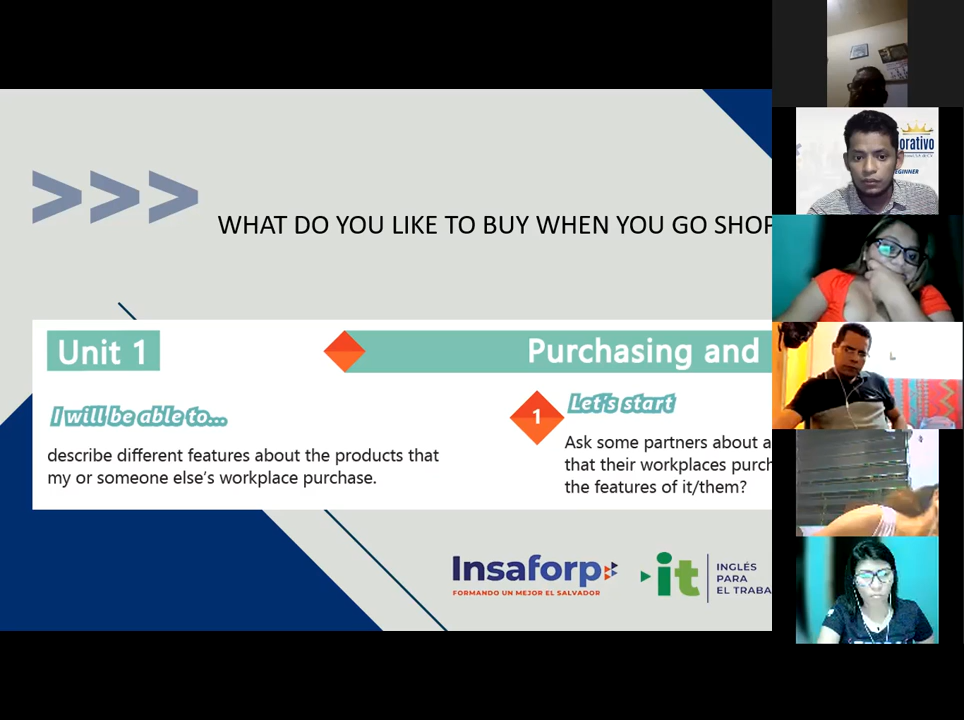 >>>
WHAT DO YOU LIKE TO BUY WHEN YOU GO SHOP
Unit 1
Purchasing and
I will be able to...
describe different features about the products that
my or someone else's workplace purchase.
1
Let's start
Ask some partners about a
that their workplaces purch
the features of it/them?
Insaforp
FORMANDO UN MEJOR EL SALVADOR
it
INGLÉS
PARA
EL TRABA
orativo
EGINNER